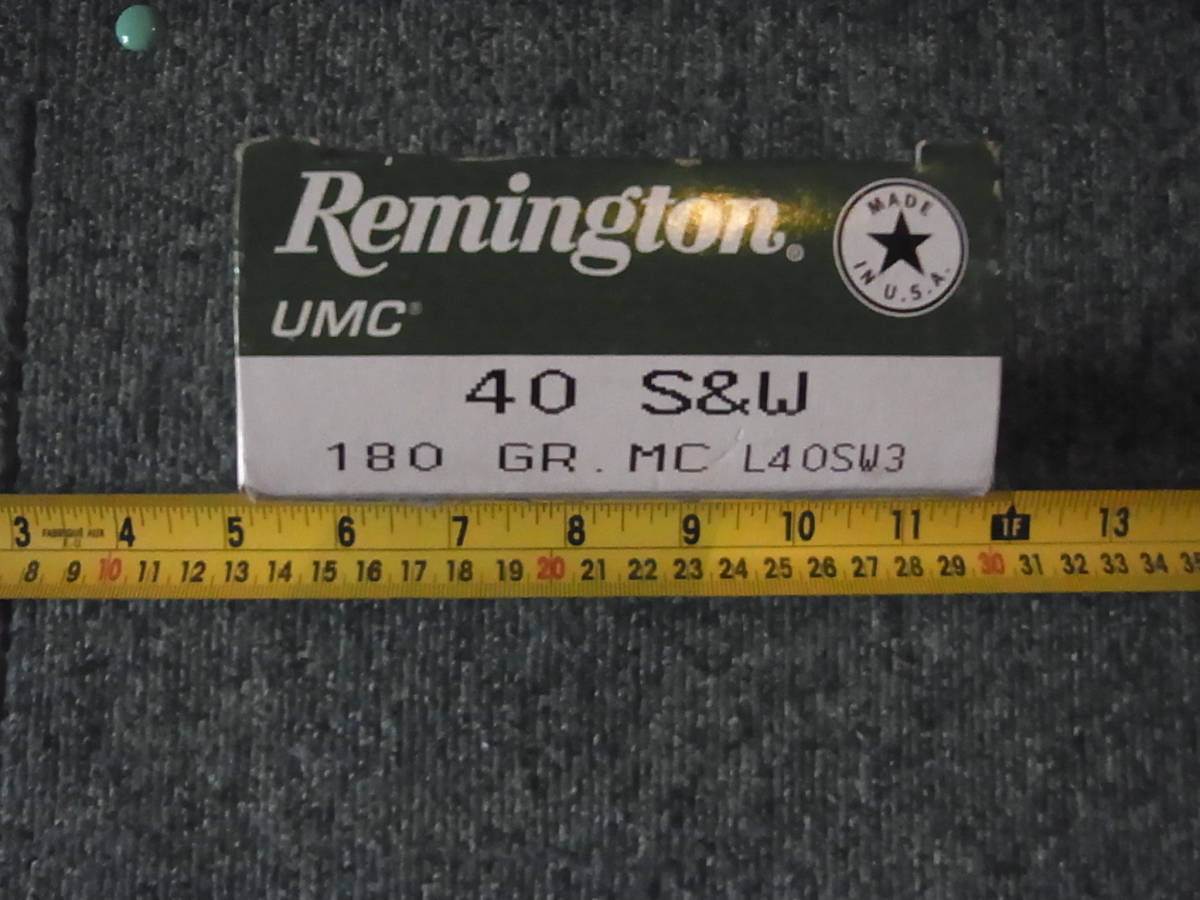 Remington®
MADE
IN U.S.A.
UMC®
40 S&W
180 GR. MC L40SW3
3 4 5 6 7 8 9 10 11 1F 13
8 9 10 11 12 13 14 15 16 17 18 19 20 21 22 23 24 25 26 27 28 29 30 31 32 33 34 35